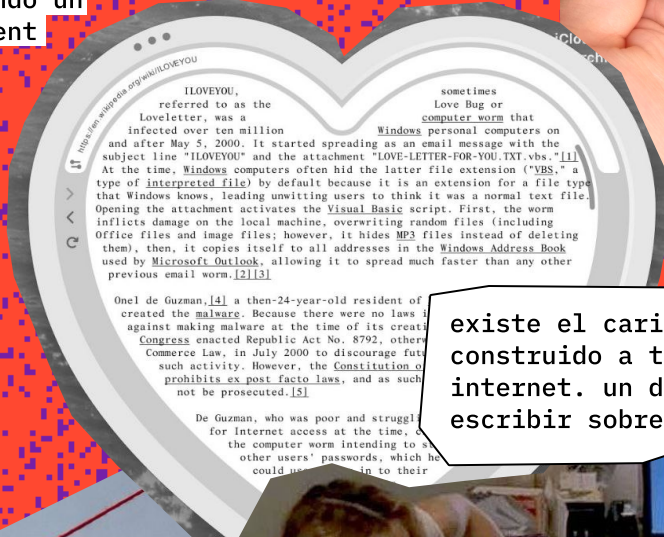 ndo un
ent
iClo
rch
https://en.wikipedia.org/wiki/ILOVEYOU
ILOVEYOU, sometimes
referred to as the Love Bug or
Loveletter, was a computer worm that
infected over ten million Windows personal computers on
and after May 5, 2000. It started spreading as an email message with the
subject line "ILOVEYOU" and the attachment "LOVE-LETTER-FOR-YOU.TXT.vbs."[1]
At the time, Windows computers often hid the latter file extension ("VBS," a
type of interpreted file) by default because it is an extension for a file type
that Windows knows, leading unwitting users to think it was a normal text file.
Opening the attachment activates the Visual Basic script. First, the worm
inflicts damage on the local machine, overwriting random files (including
Office files and image files; however, it hides MP3 files instead of deleting
them), then, it copies itself to all addresses in the Windows Address Book
used by Microsoft Outlook, allowing it to spread much faster than any other
previous email worm.[2][3]
Onel de Guzman,[4] a then-24-year-old resident of
created the malware. Because there were no laws i
against making malware at the time of its creati
Congress enacted Republic Act No. 8792, otherw
Commerce Law, in July 2000 to discourage futu
such activity. However, the Constitution o
prohibits ex post facto laws, and as such
not be prosecuted.[5]
De Guzman, who was poor and struggli
for Internet access at the time, c
the computer worm intending to st
other users' passwords, which he
could in to their
existe el cari
construido a t
internet. un d
escribir sobre